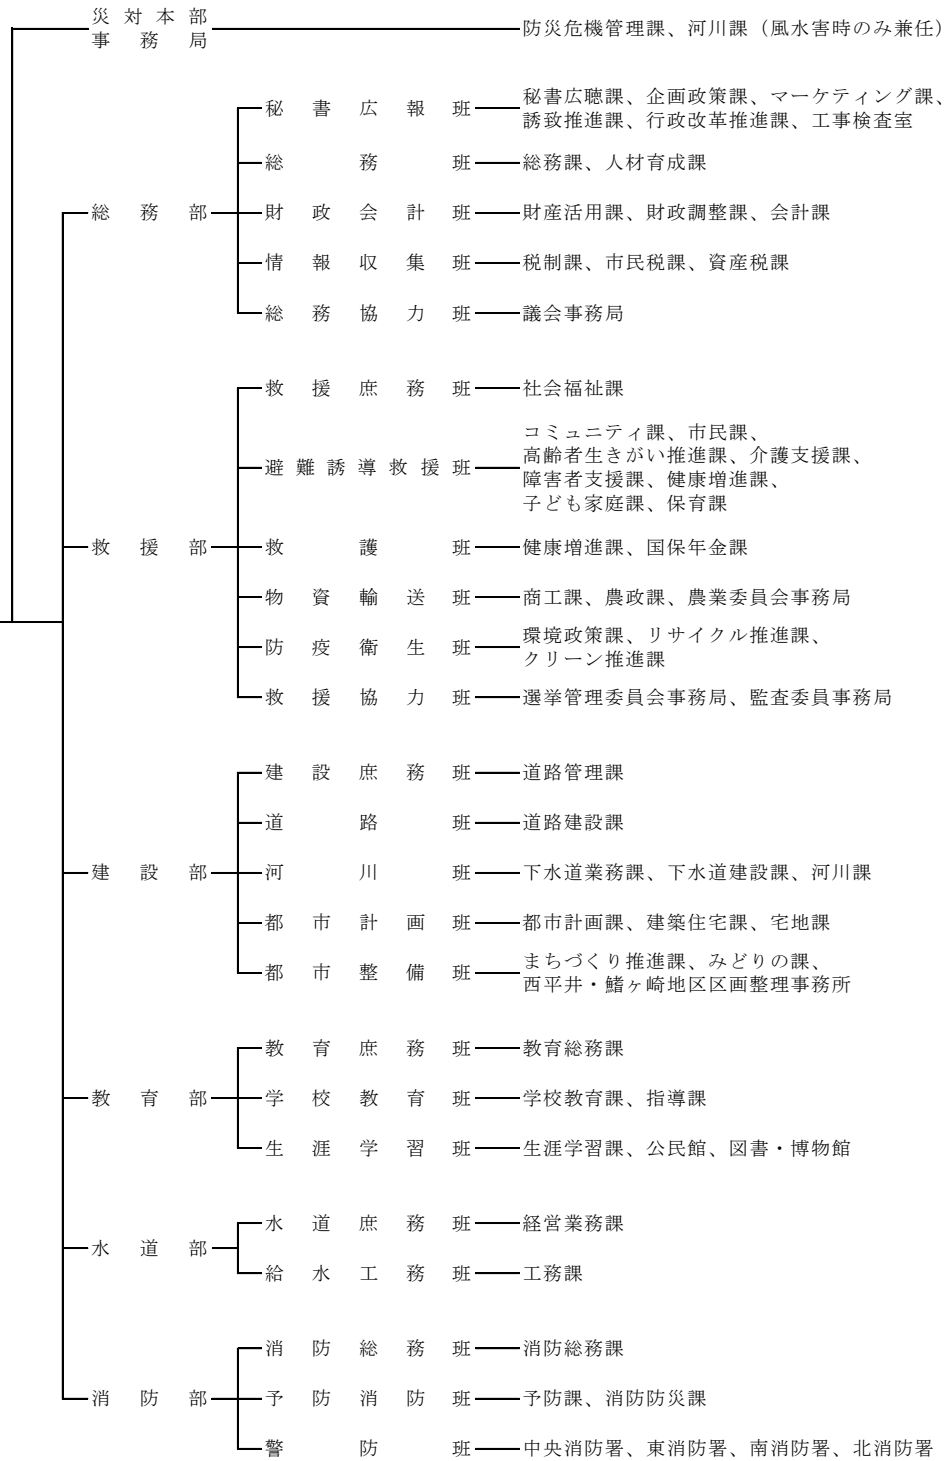 災対本部
事務局
防災危機管理課、河川課（風水害時のみ兼任）
総務部
秘書広報班
秘書広聴課、企画政策課、マーケティング課、
誘致推進課、行政改革推進課、工事検査室
総務班
総務課、人材育成課
財政会計班
財産活用課、財政調整課、会計課
情報収集班
税制課、市民税課、資産税課
総務協力班
議会事務局
救援部
救援庶務班
社会福祉課
避難誘導救援班
コミュニティ課、市民課、
高齢者生きがい推進課、介護支援課、
障害者支援課、健康増進課、
子ども家庭課、保育課
救護班
健康増進課、国保年金課
物資輸送班
商工課、農政課、農業委員会事務局
防疫衛生班
環境政策課、リサイクル推進課、
クリーン推進課
救援協力班
選挙管理委員会事務局、監査委員事務局
建設部
建設庶務班
道路管理課
道路班
道路建設課
河川班
下水道業務課、下水道建設課、河川課
都市計画班
都市計画課、建築住宅課、宅地課
都市整備班
まちづくり推進課、みどりの課、
西平井・鰭ヶ崎地区区画整理事務所
教育部
教育庶務班
教育総務課
学校教育班
学校教育課、指導課
生涯学習班
生涯学習課、公民館、図書・博物館
水道部
水道庶務班
経営業務課
給水工務班
工務課
消防部
消防総務班
消防総務課
予防消防班
予防課、消防防災課
警防班
中央消防署、東消防署、南消防署、北消防署